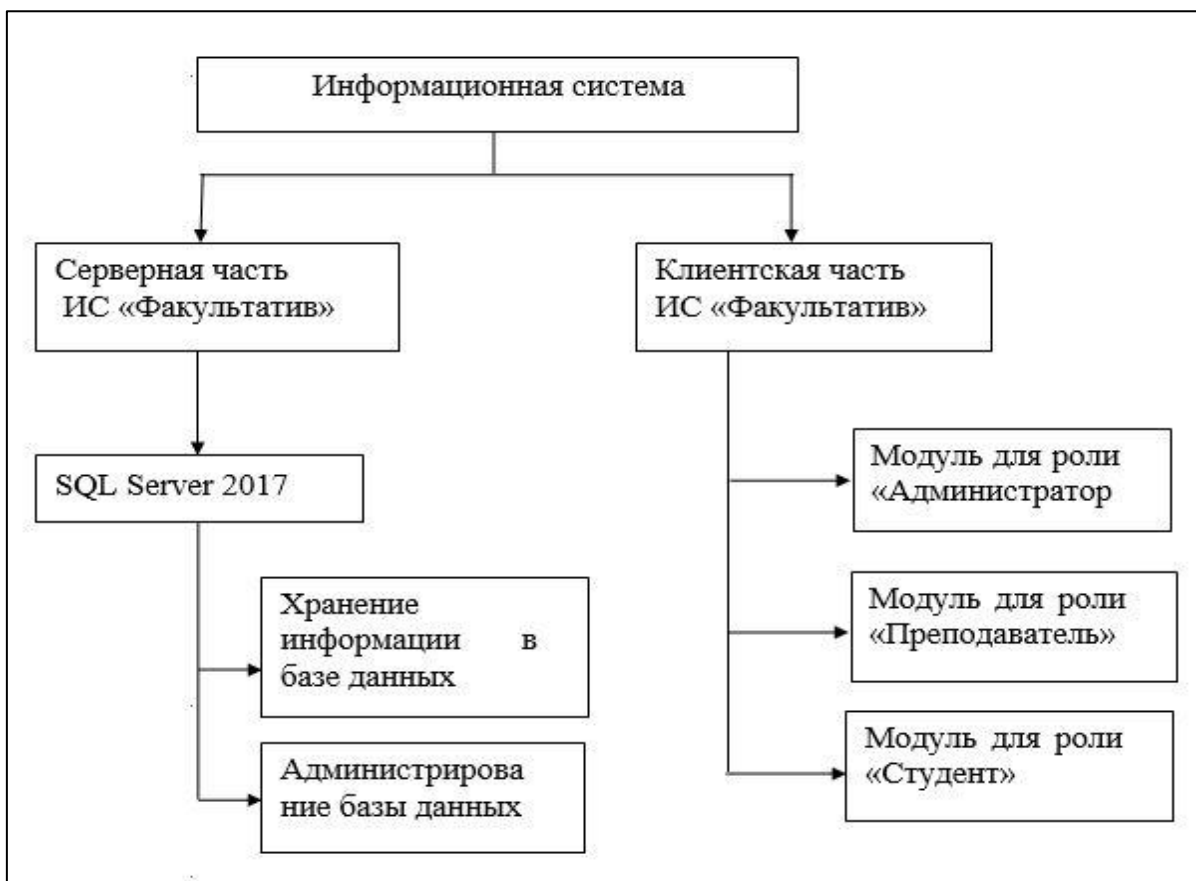 Информационная система
Серверная часть
ИС «Факультатив»
Клиентская часть
ИС «Факультатив»
SQL Server 2017
Хранение
информации в
базе данных
Администрирова
ние базы данных
Модуль для роли
«Администратор
Модуль для роли
«Преподаватель»
Модуль для роли
«Студент»